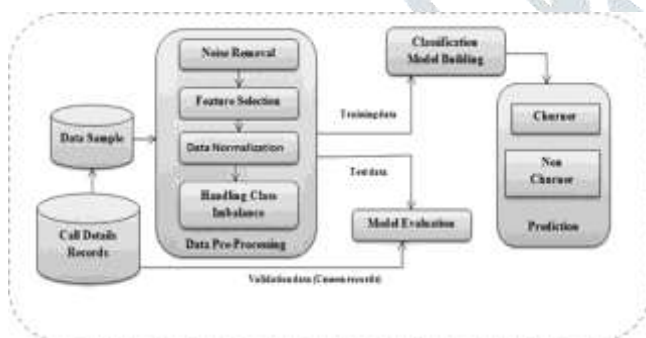 Noise Removal
Feature Selection
Data Normalization
Handling Class
Imbalance
Data Pre-Processing
Data Sample
Call Details
Records
Training data
Test data
Validation data (Unseen records)
Classification
Model Building
Model Evaluation
Churner
Non
Churner
Prediction